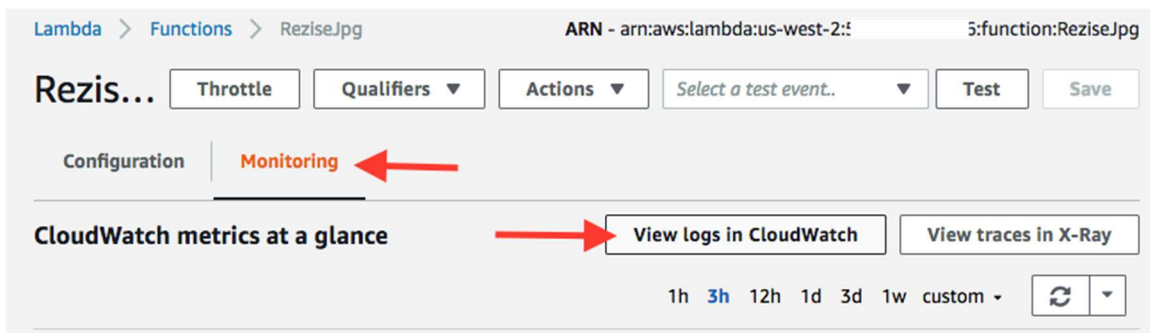 Lambda > Functions > ReziseJpg ARN - arn:aws:lambda:us-west-2:5 6:function:ReziseJpg
Rezis... Throttle Qualifiers Actions Select a test event.. Test Save
Configuration Monitoring
CloudWatch metrics at a glance View logs in CloudWatch View traces in X-Ray
1h 3h 12h 1d 3d 1w custom